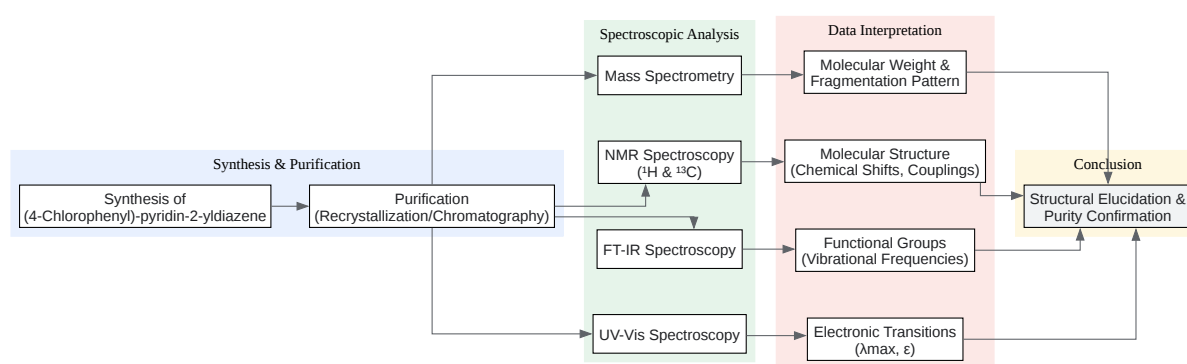 Synthesis & Purification
Synthesis of
(4-Chlorophenyl)-pyridin-2-yldiazene
Purification
(Recrystallization/Chromatography)
Spectroscopic Analysis
Mass Spectrometry
NMR Spectroscopy
(¹H & ¹³C)
FT-IR Spectroscopy
UV-Vis Spectroscopy
Data Interpretation
Molecular Weight &
Fragmentation Pattern
Molecular Structure
(Chemical Shifts, Couplings)
Functional Groups
(Vibrational Frequencies)
Electronic Transitions
(λmax, ε)
Conclusion
Structural Elucidation &
Purity Confirmation